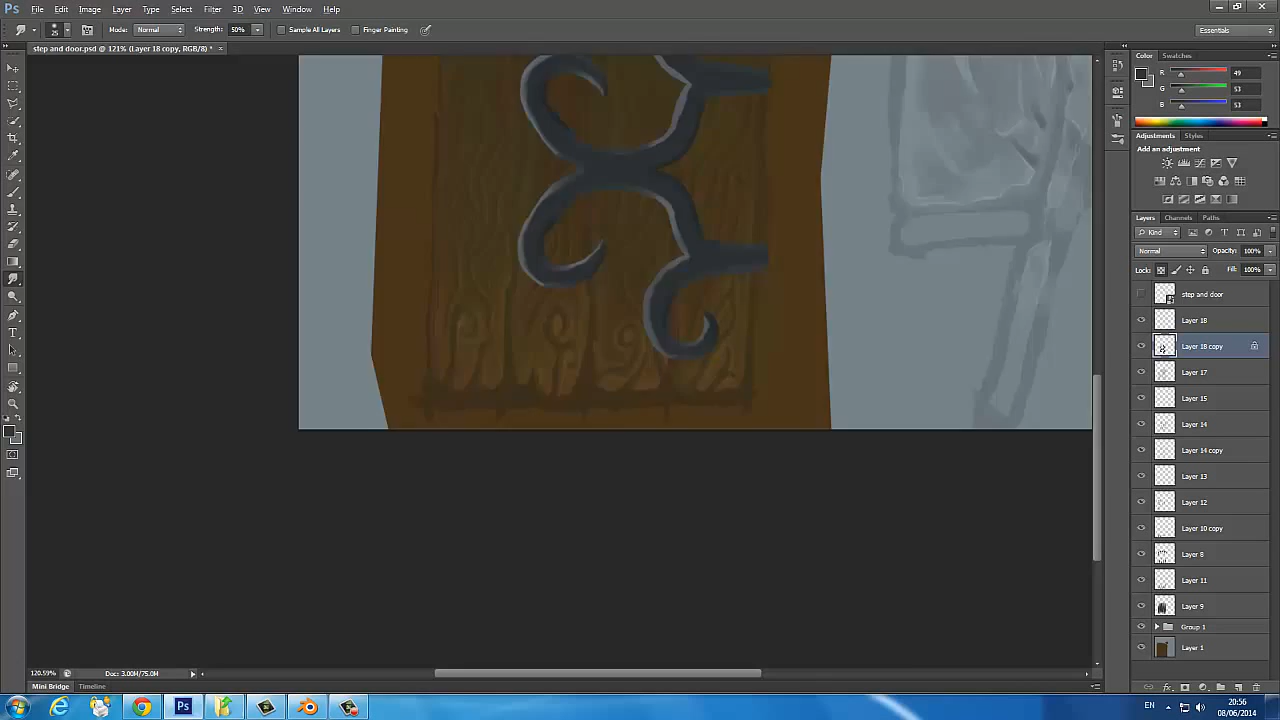 Ps File Edit Image Layer Type Select Filter 3D View Window Help
25 Mode: Normal Strength: 50% Sample All Layers Finger Painting Essentials
step and door.psd @ 121% (Layer 18 copy, RGB/8) * ×
Color Swatches
R 49
G 53
B 53
Adjustments Styles
Add an adjustment
Layers Channels Paths
Kind
Normal Opacity: 100%
Lock: Fill: 100%
step and door
Layer 18
Layer 18 copy
Layer 17
Layer 15
Layer 14
Layer 14 copy
Layer 13
Layer 12
Layer 10 copy
Layer 8
Layer 11
Layer 9
Group 1
Layer 1
120.59% Doc: 3.00M/75.0M
Mini Bridge Timeline
Ps EN 20:56
08/06/2014